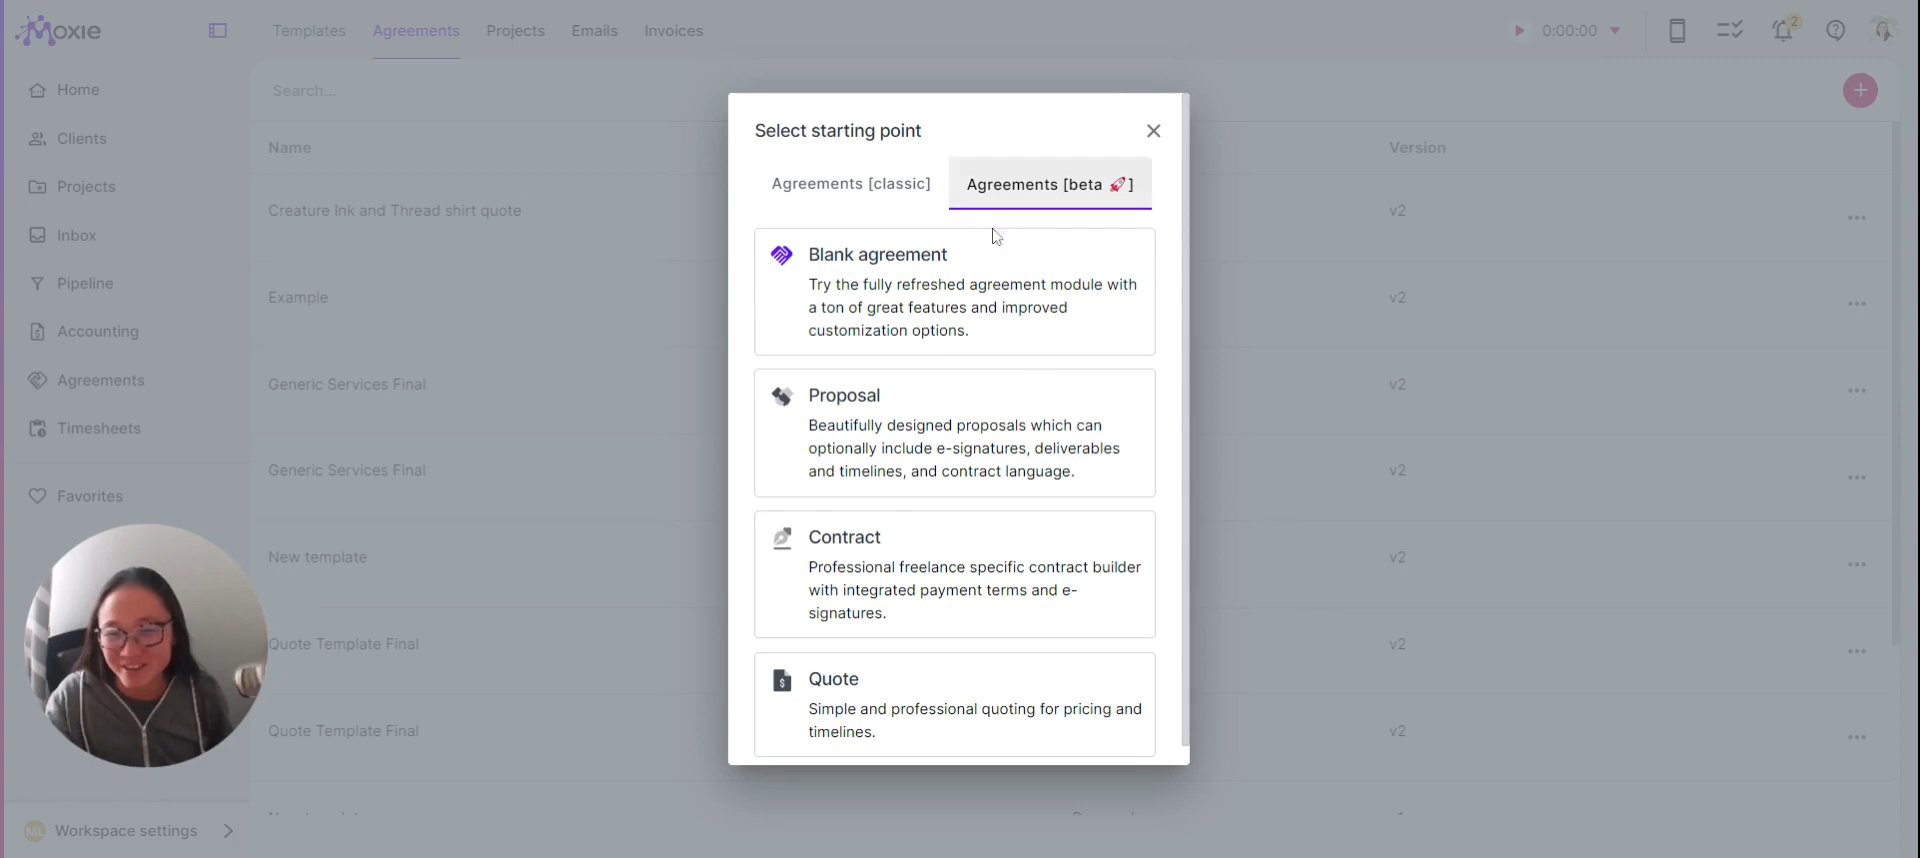 Moxie
Templates Agreements Projects Emails Invoices
0:00:00
2
Home
Clients
Projects
Inbox
Pipeline
Accounting
Agreements
Timesheets
Favorites
ML Workspace settings
Search...
+
Name
Version
Creature Ink and Thread shirt quote
v2
Example
v2
Generic Services Final
v2
Generic Services Final
v2
New template
v2
Quote Template Final
v2
Quote Template Final
v2
Select starting point
Agreements [classic]
Agreements [beta 🚀]
Blank agreement
Try the fully refreshed agreement module with
a ton of great features and improved
customization options.
Proposal
Beautifully designed proposals which can
optionally include e-signatures, deliverables
and timelines, and contract language.
Contract
Professional freelance specific contract builder
with integrated payment terms and e-
signatures.
Quote
Simple and professional quoting for pricing and
timelines.